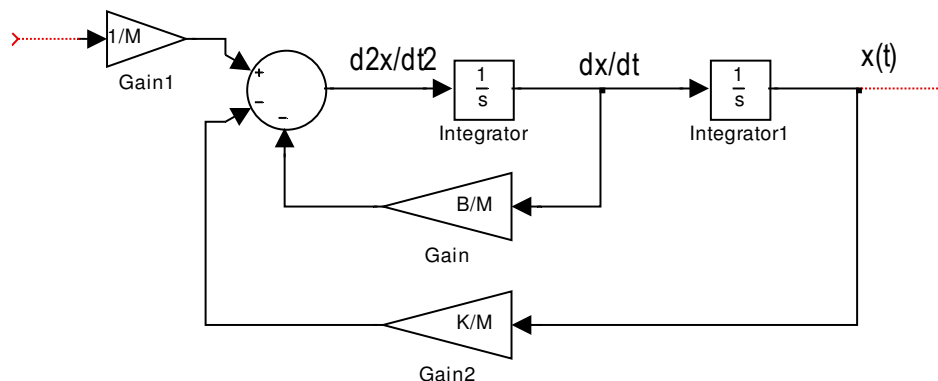 1/M
Gain1
+
−
−
d2x/dt2
1
s
Integrator
dx/dt
1
s
Integrator1
x(t)
B/M
Gain
K/M
Gain2